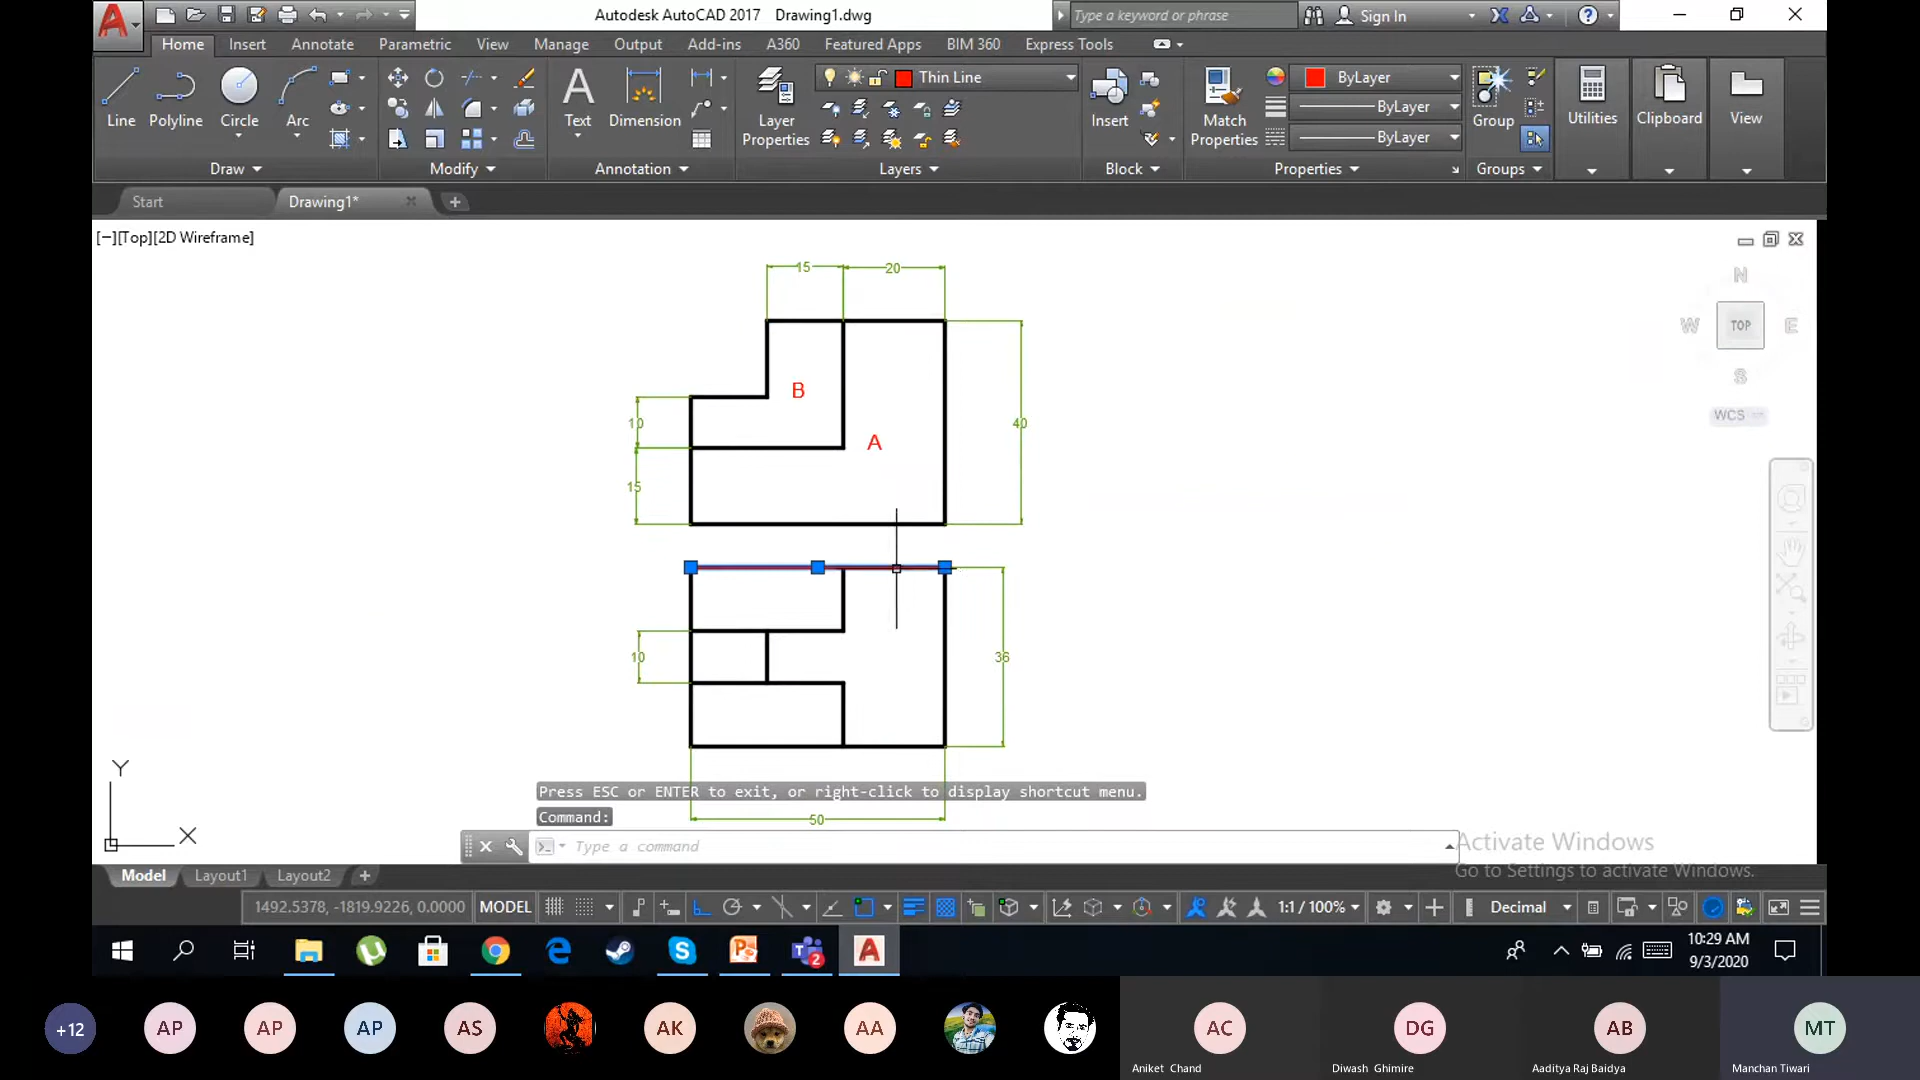 Autodesk AutoCAD 2017 Drawing1.dwg
Type a keyword or phrase
Sign In
Home Insert Annotate Parametric View Manage Output Add-ins A360 Featured Apps BIM 360 Express Tools
Thin Line
ByLayer
ByLayer
ByLayer
Line Polyline Circle Arc
Text Dimension
Layer
Properties
Insert
Match
Properties
Group
Utilities
Clipboard
View
Draw Modify Annotation Layers Block Properties Groups
Start Drawing1*
[−][Top][2D Wireframe]
N
W TOP E
S
WCS
15 20
B
A
10
15
40
10
36
50
Y
X
Press ESC or ENTER to exit, or right-click to display shortcut menu.
Command:
Type a command
Activate Windows
Go to Settings to activate Windows.
Model Layout1 Layout2
1492.5378, -1819.9226, 0.0000 MODEL 1:1 / 100% Decimal
2
10:29 AM
9/3/2020
+12 AP AP AP AS AK AA AC DG AB MT
Aniket Chand Diwash Ghimire Aaditya Raj Baidya Manchan Tiwari